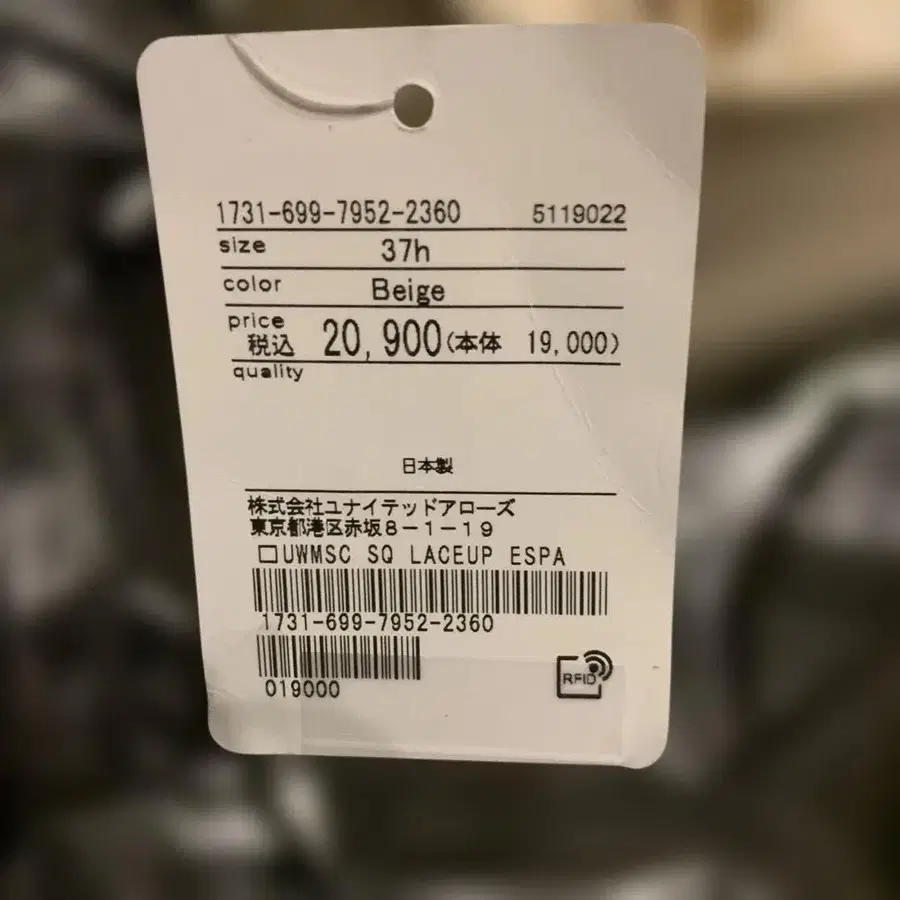 1731-699-7952-2360 5119022
size 37h
color Beige
price
税込 20,900(本体 19,000)
quality
日本製
株式会社ユナイテッドアローズ
東京都港区赤坂8-1-19
□UWMSC SQ LACEUP ESPA
1731-699-7952-2360
019000
RFID